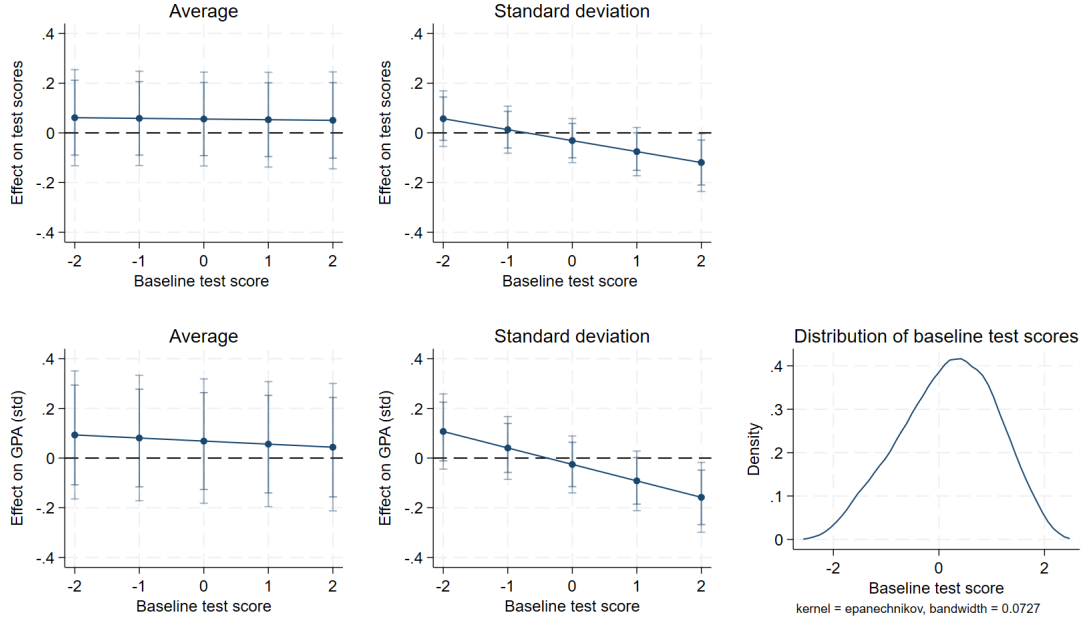 Average
Effect on test scores
.4
.2
0
-.2
-.4
-2 -1 0 1 2
Baseline test score
Standard deviation
Effect on test scores
.4
.2
0
-.2
-.4
-2 -1 0 1 2
Baseline test score
Average
Effect on GPA (std)
.4
.2
0
-.2
-.4
-2 -1 0 1 2
Baseline test score
Standard deviation
Effect on GPA (std)
.4
.2
0
-.2
-.4
-2 -1 0 1 2
Baseline test score
Distribution of baseline test scores
Density
.4
.3
.2
.1
0
-2 0 2
Baseline test score
kernel = epanechnikov, bandwidth = 0.0727